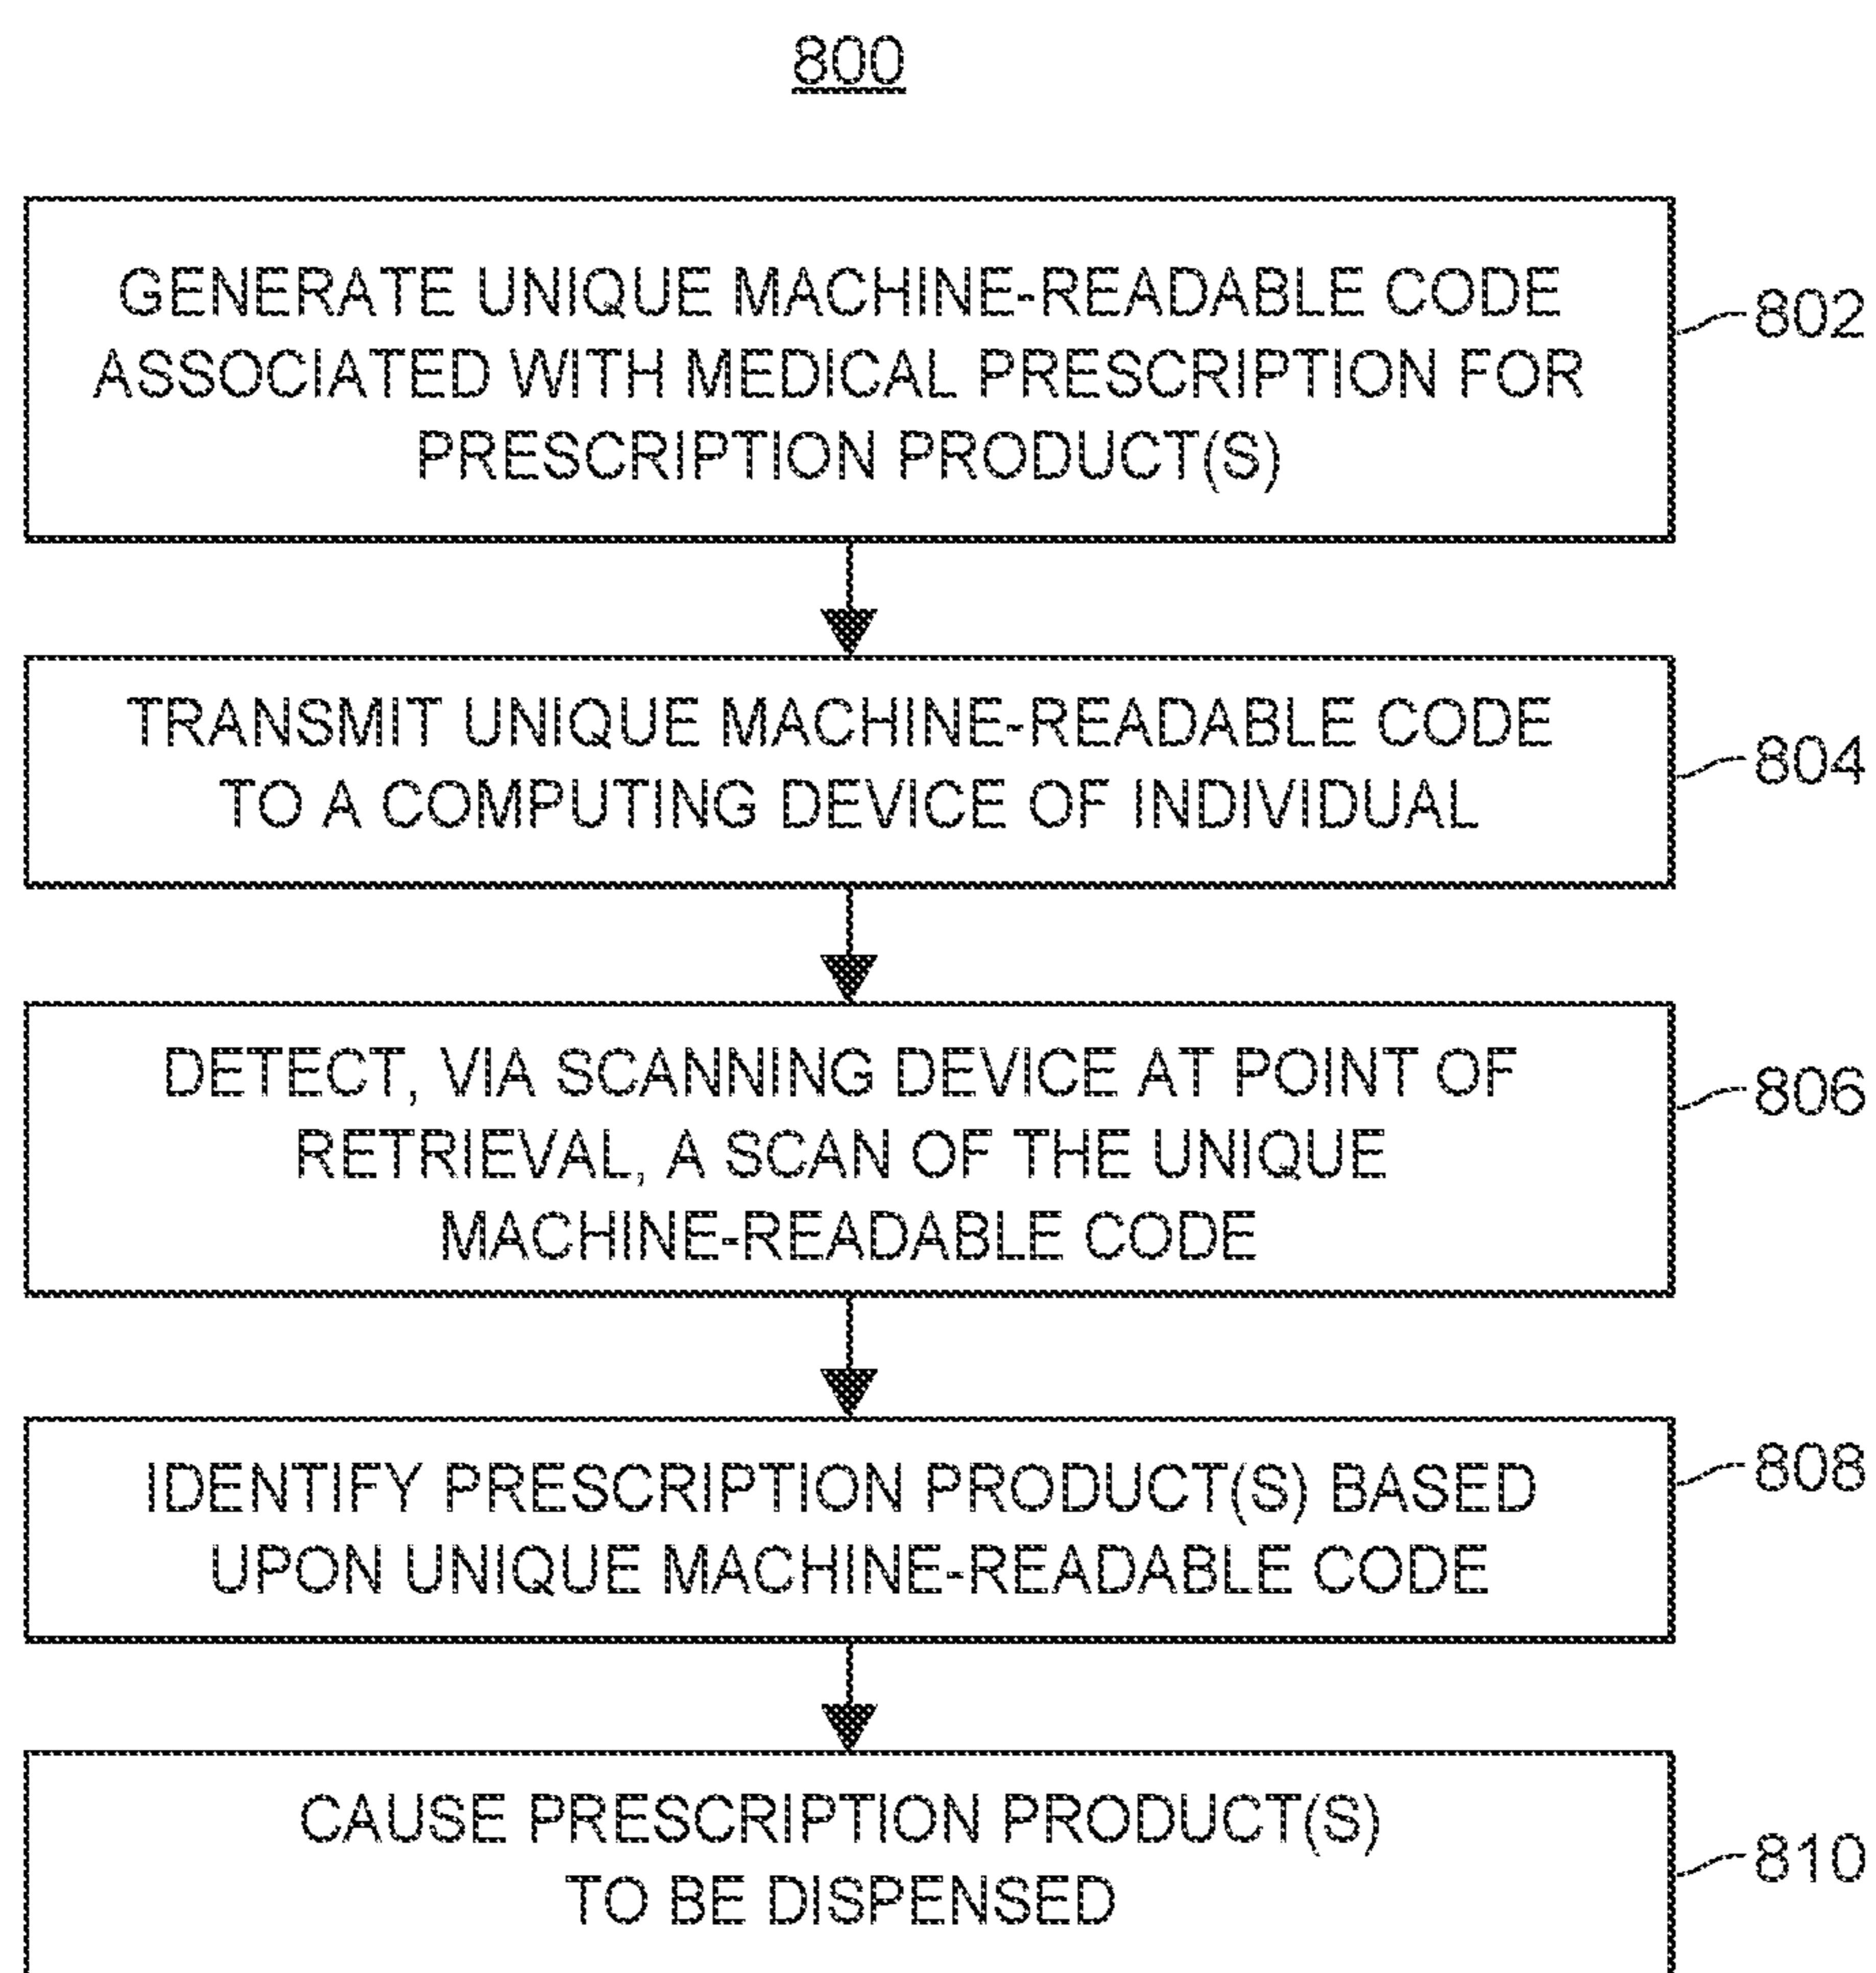 800
GENERATE UNIQUE MACHINE-READABLE CODE
ASSOCIATED WITH MEDICAL PRESCRIPTION FOR
PRESCRIPTION PRODUCT(S)
802
TRANSMIT UNIQUE MACHINE-READABLE CODE
TO A COMPUTING DEVICE OF INDIVIDUAL
804
DETECT, VIA SCANNING DEVICE AT POINT OF
RETRIEVAL, A SCAN OF THE UNIQUE
MACHINE-READABLE CODE
806
IDENTIFY PRESCRIPTION PRODUCT(S) BASED
UPON UNIQUE MACHINE-READABLE CODE
808
CAUSE PRESCRIPTION PRODUCT(S)
TO BE DISPENSED
810